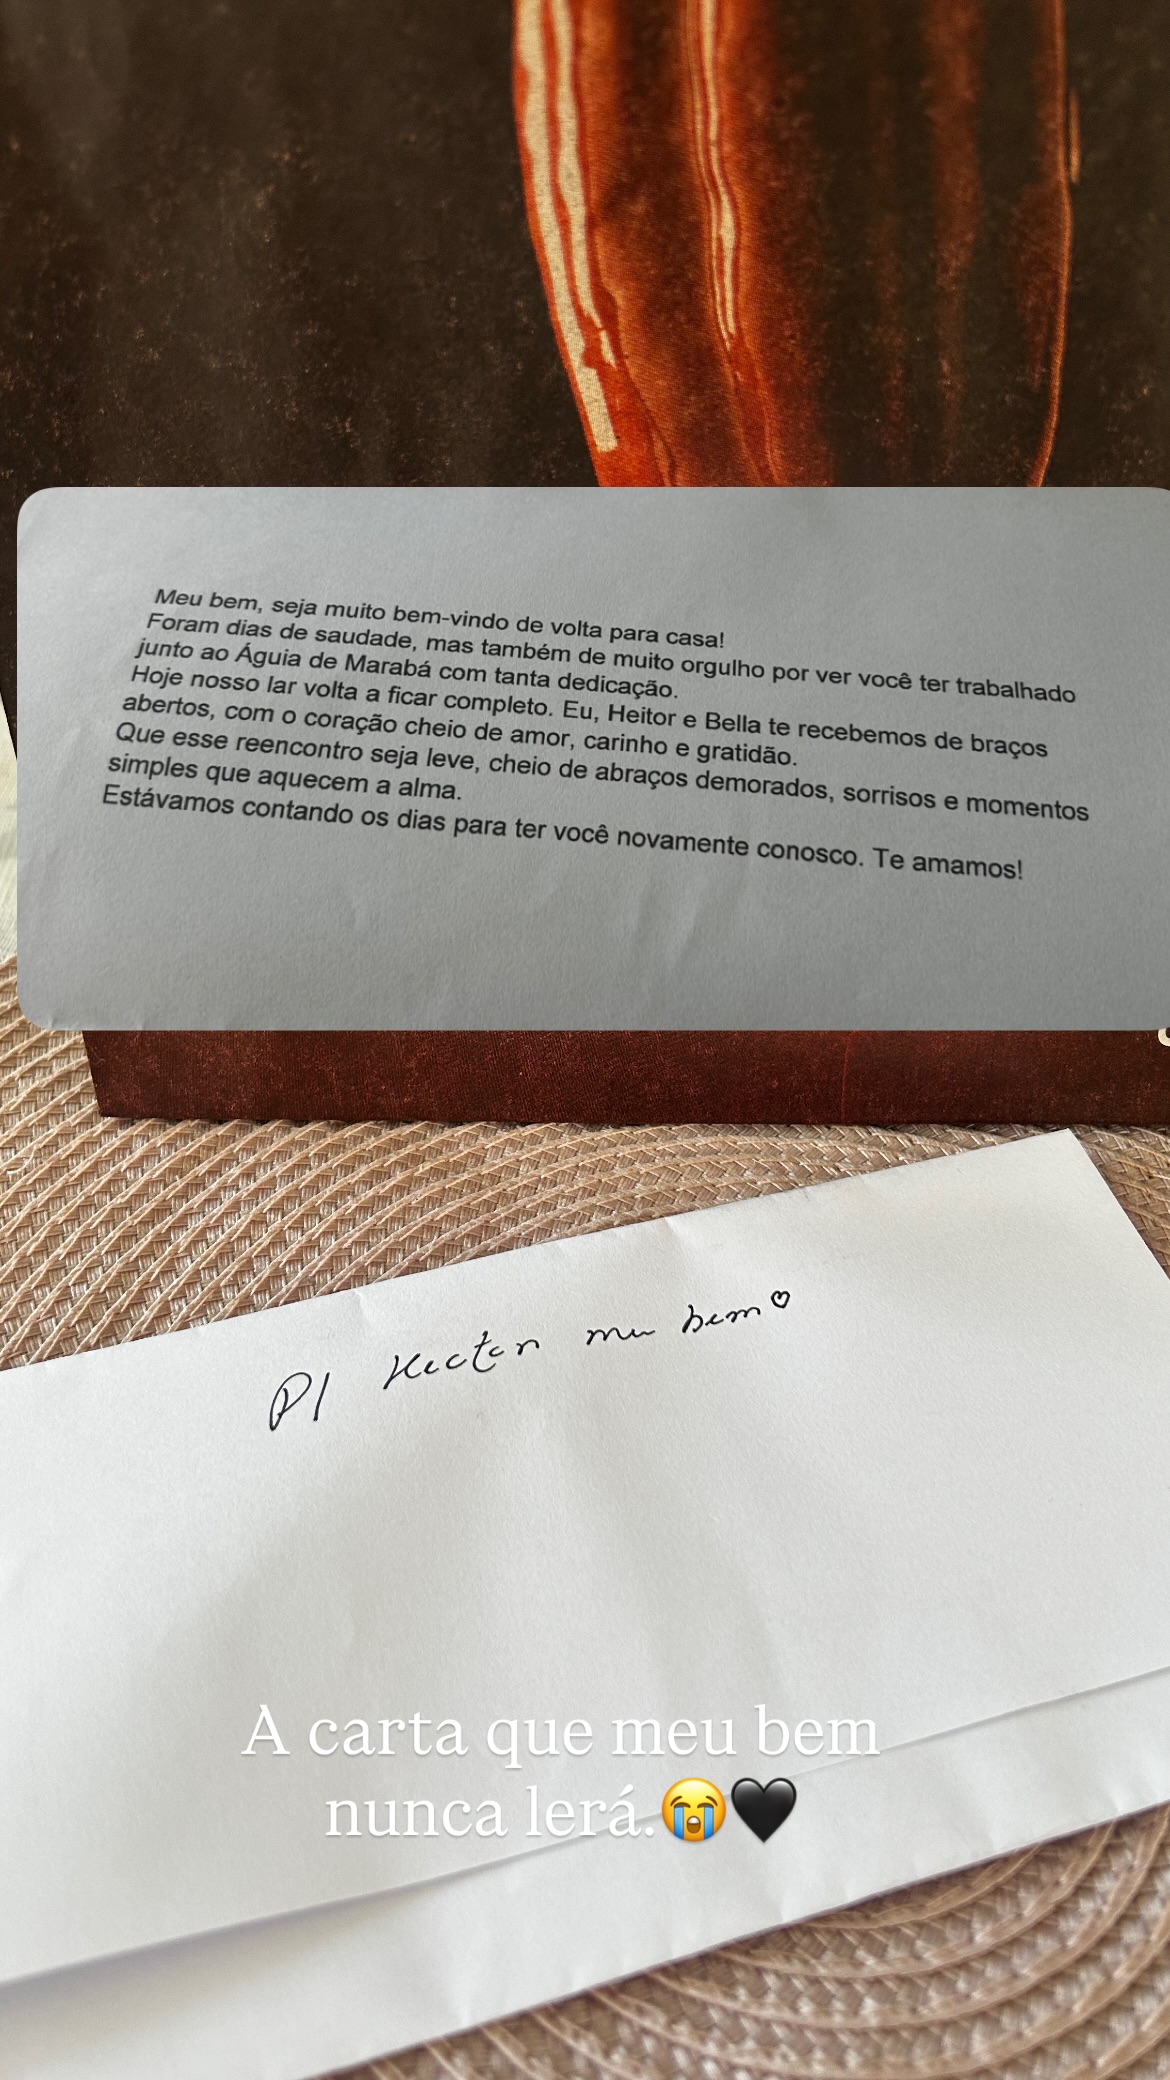 Meu bem, seja muito bem-vindo de volta para casa!
Foram dias de saudade, mas também de muito orgulho por ver você ter trabalhado
junto ao Águia de Marabá com tanta dedicação.
Hoje nosso lar volta a ficar completo. Eu, Heitor e Bella te recebemos de braços
abertos, com o coração cheio de amor, carinho e gratidão.
Que esse reencontro seja leve, cheio de abraços demorados, sorrisos e momentos
simples que aquecem a alma.
Estávamos contando os dias para ter você novamente conosco. Te amamos!
P/ Hecton meu bem♡
A carta que meu bem
nunca lerá.😭🖤